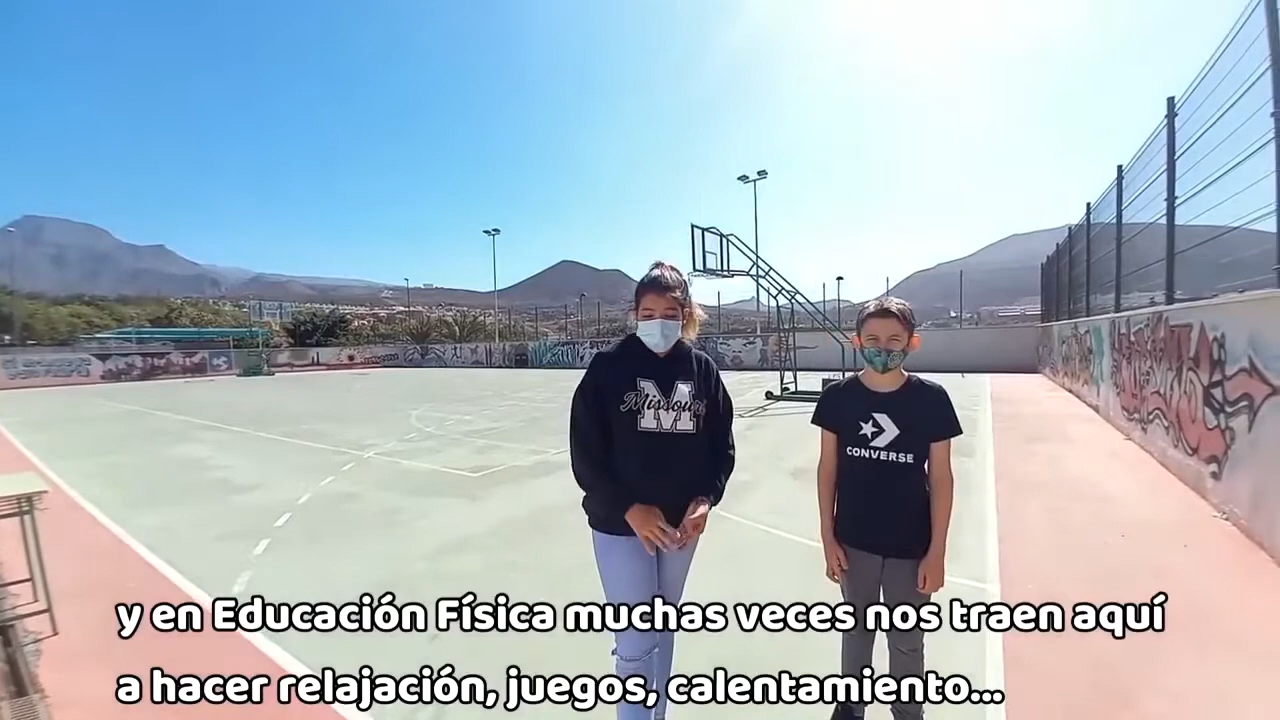 Missouri
M
CONVERSE
y en Educación Física muchas veces nos traen aquí
a hacer relajación, juegos, calentamiento...